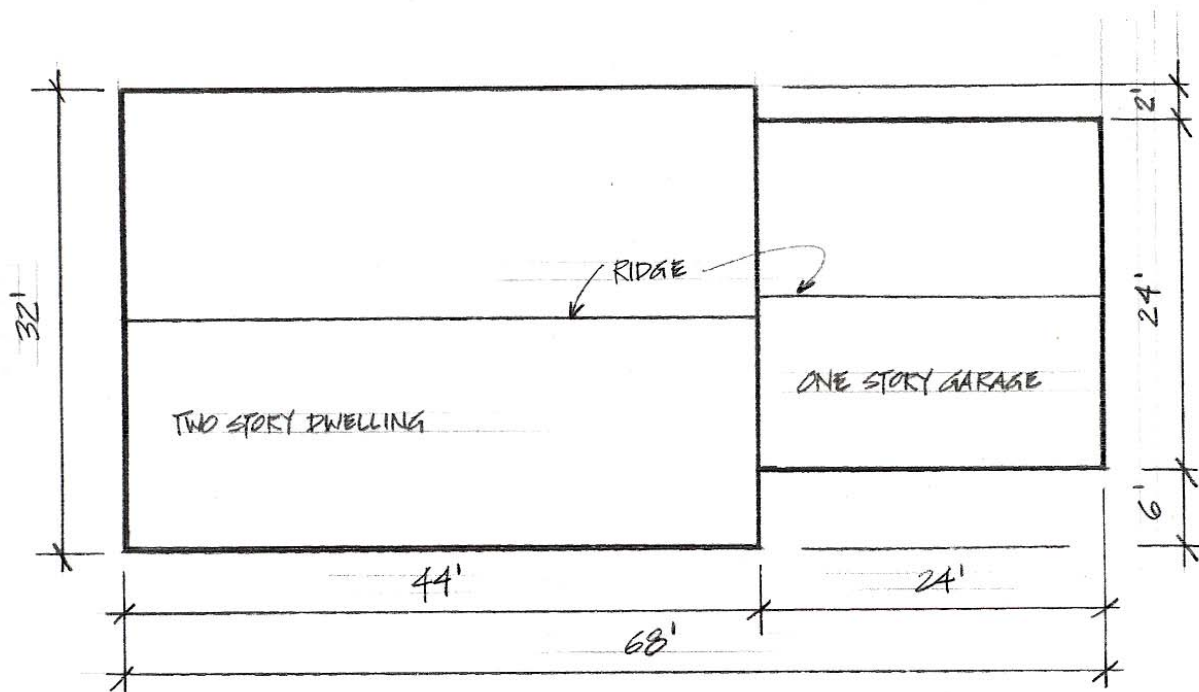 2'
RIDGE
32'
24'
ONE STORY GARAGE
TWO STORY DWELLING
6'
44'
24'
68'